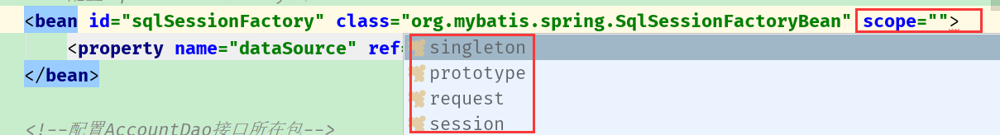 <bean id="sqlSessionFactory" class="org.mybatis.spring.SqlSessionFactoryBean" scope="">
<property name="dataSource" ref=
singleton
</bean>
prototype
request
session
<!--配置AccountDao接口所在包-->